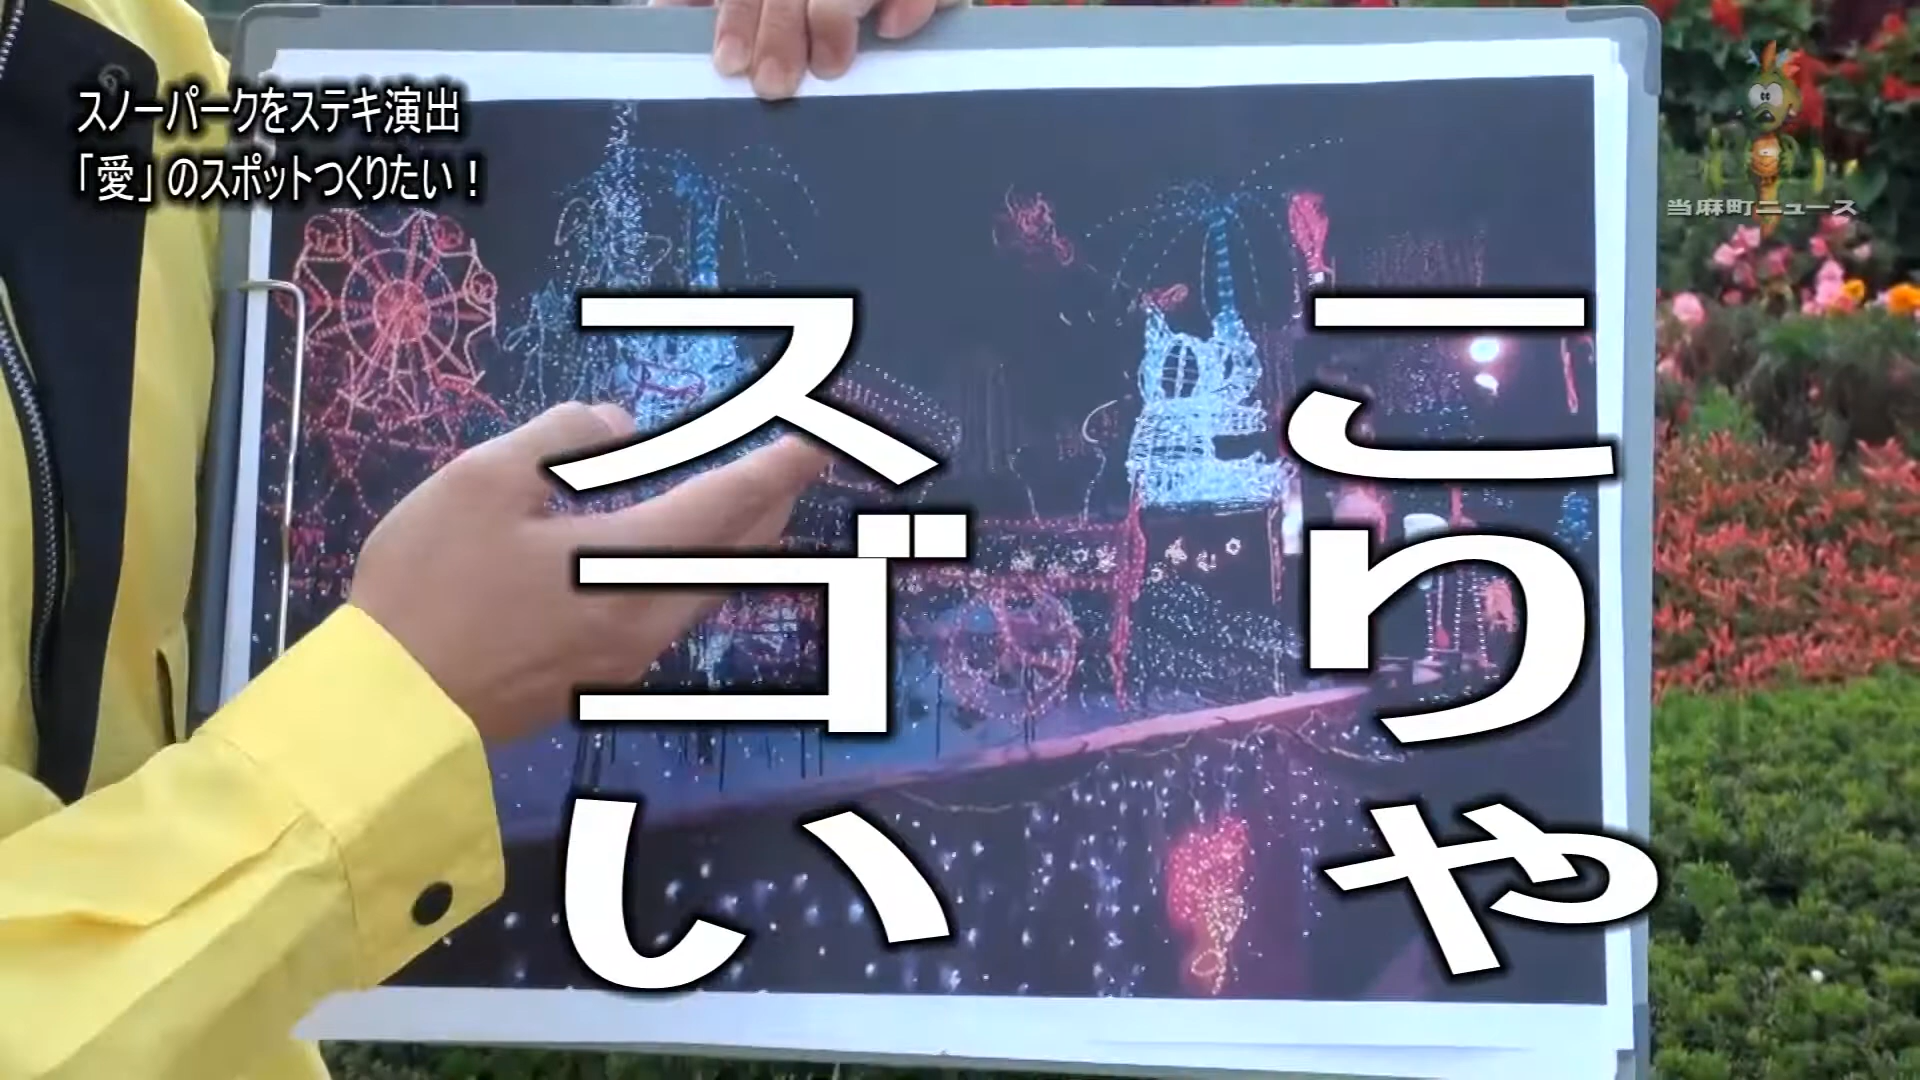 スノーパークをステキ演出
「愛」のスポットつくりたい！
当麻町ニュース
こりゃ
スゴい